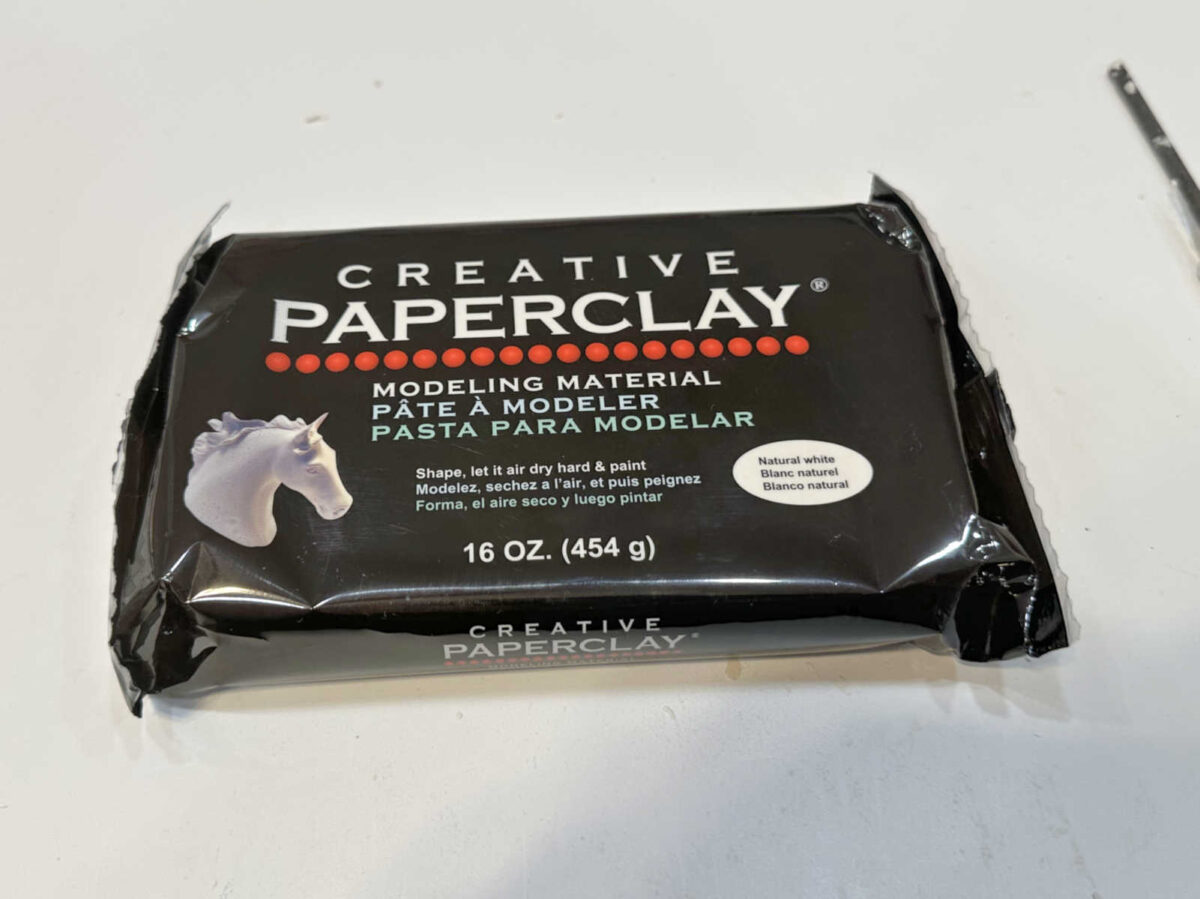 CREATIVE
PAPERCLAY®
MODELING MATERIAL
PÂTE À MODELER
PASTA PARA MODELAR
Shape, let it air dry hard & paint
Modelez, sechez a l'air, et puis peignez
Forma, el aire seco y luego pintar
Natural white
Blanc naturel
Blanco natural
16 OZ. (454 g)
CREATIVE
PAPERCLAY®
MODELING MATERIAL